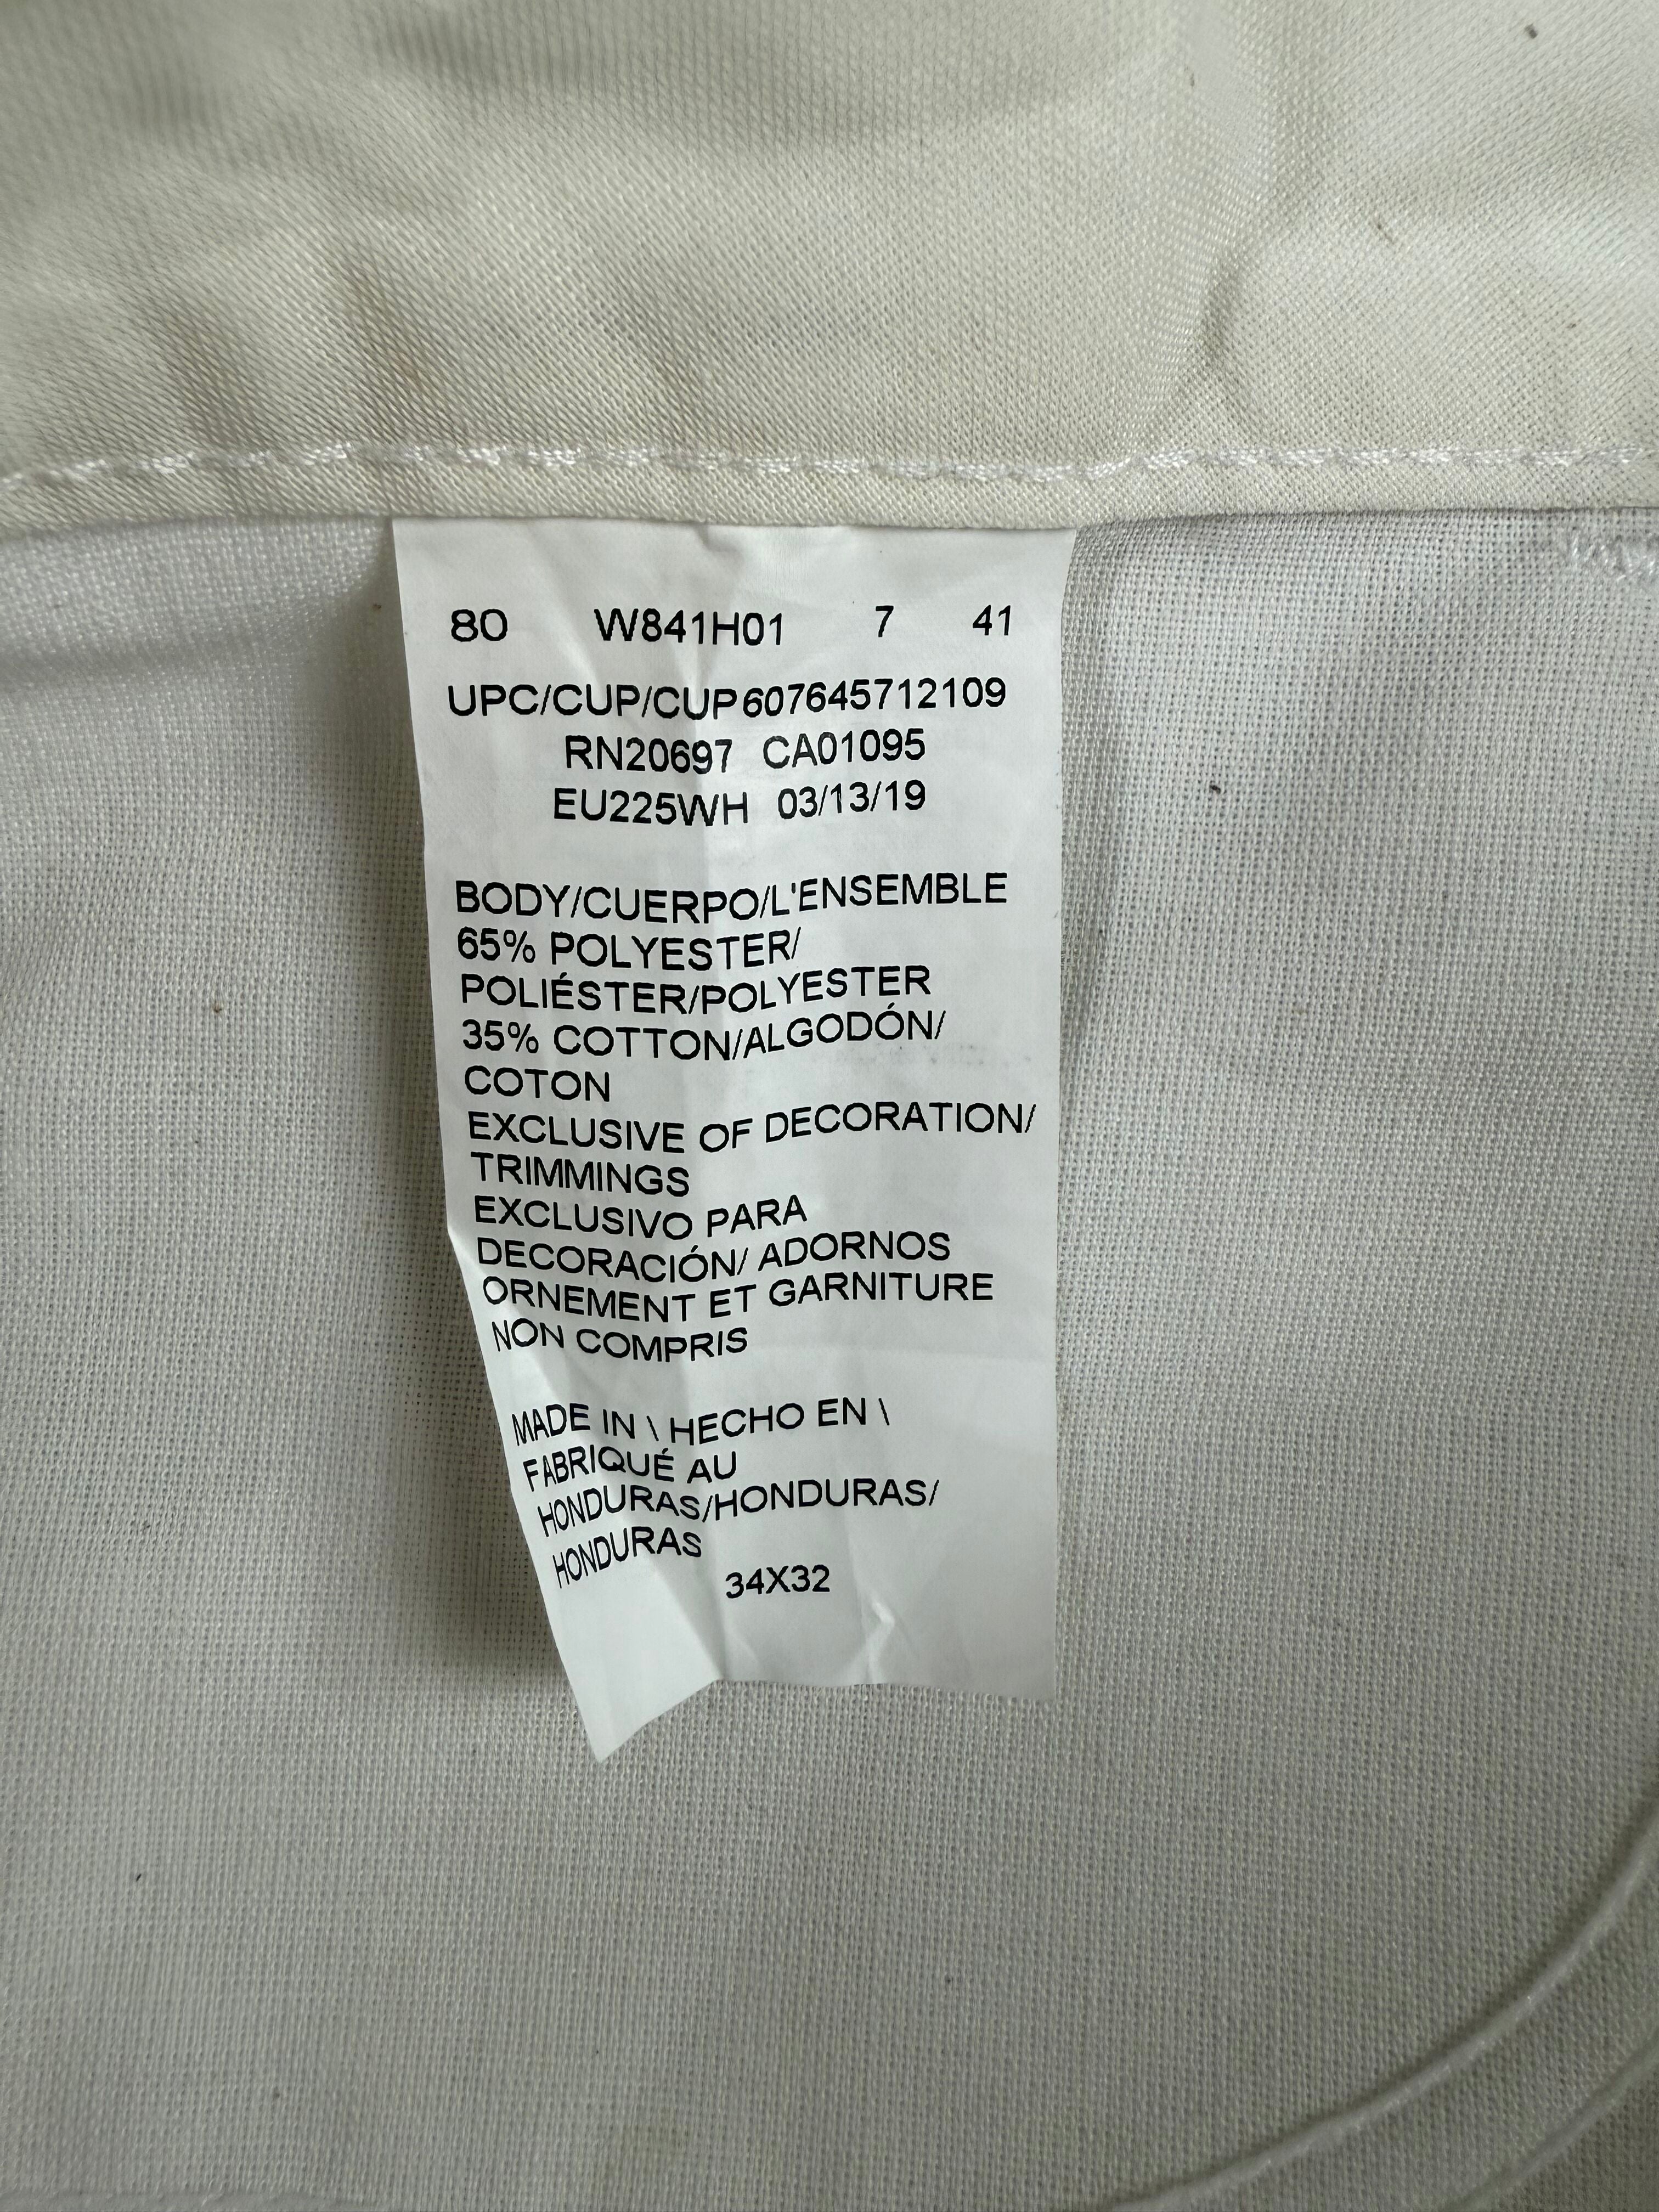 80 W841H01 7 41
UPC/CUP/CUP607645712109
RN20697 CA01095
EU225WH 03/13/19
BODY/CUERPO/L'ENSEMBLE
65% POLYESTER/
POLIÉSTER/POLYESTER
35% COTTON/ALGODÓN/
COTON
EXCLUSIVE OF DECORATION/
TRIMMINGS
EXCLUSIVO PARA
DECORACIÓN/ ADORNOS
ORNEMENT ET GARNITURE
NON COMPRIS
MADE IN \ HECHO EN \
FABRIQUÉ AU
HONDURAS/HONDURAS/
HONDURAS
34X32